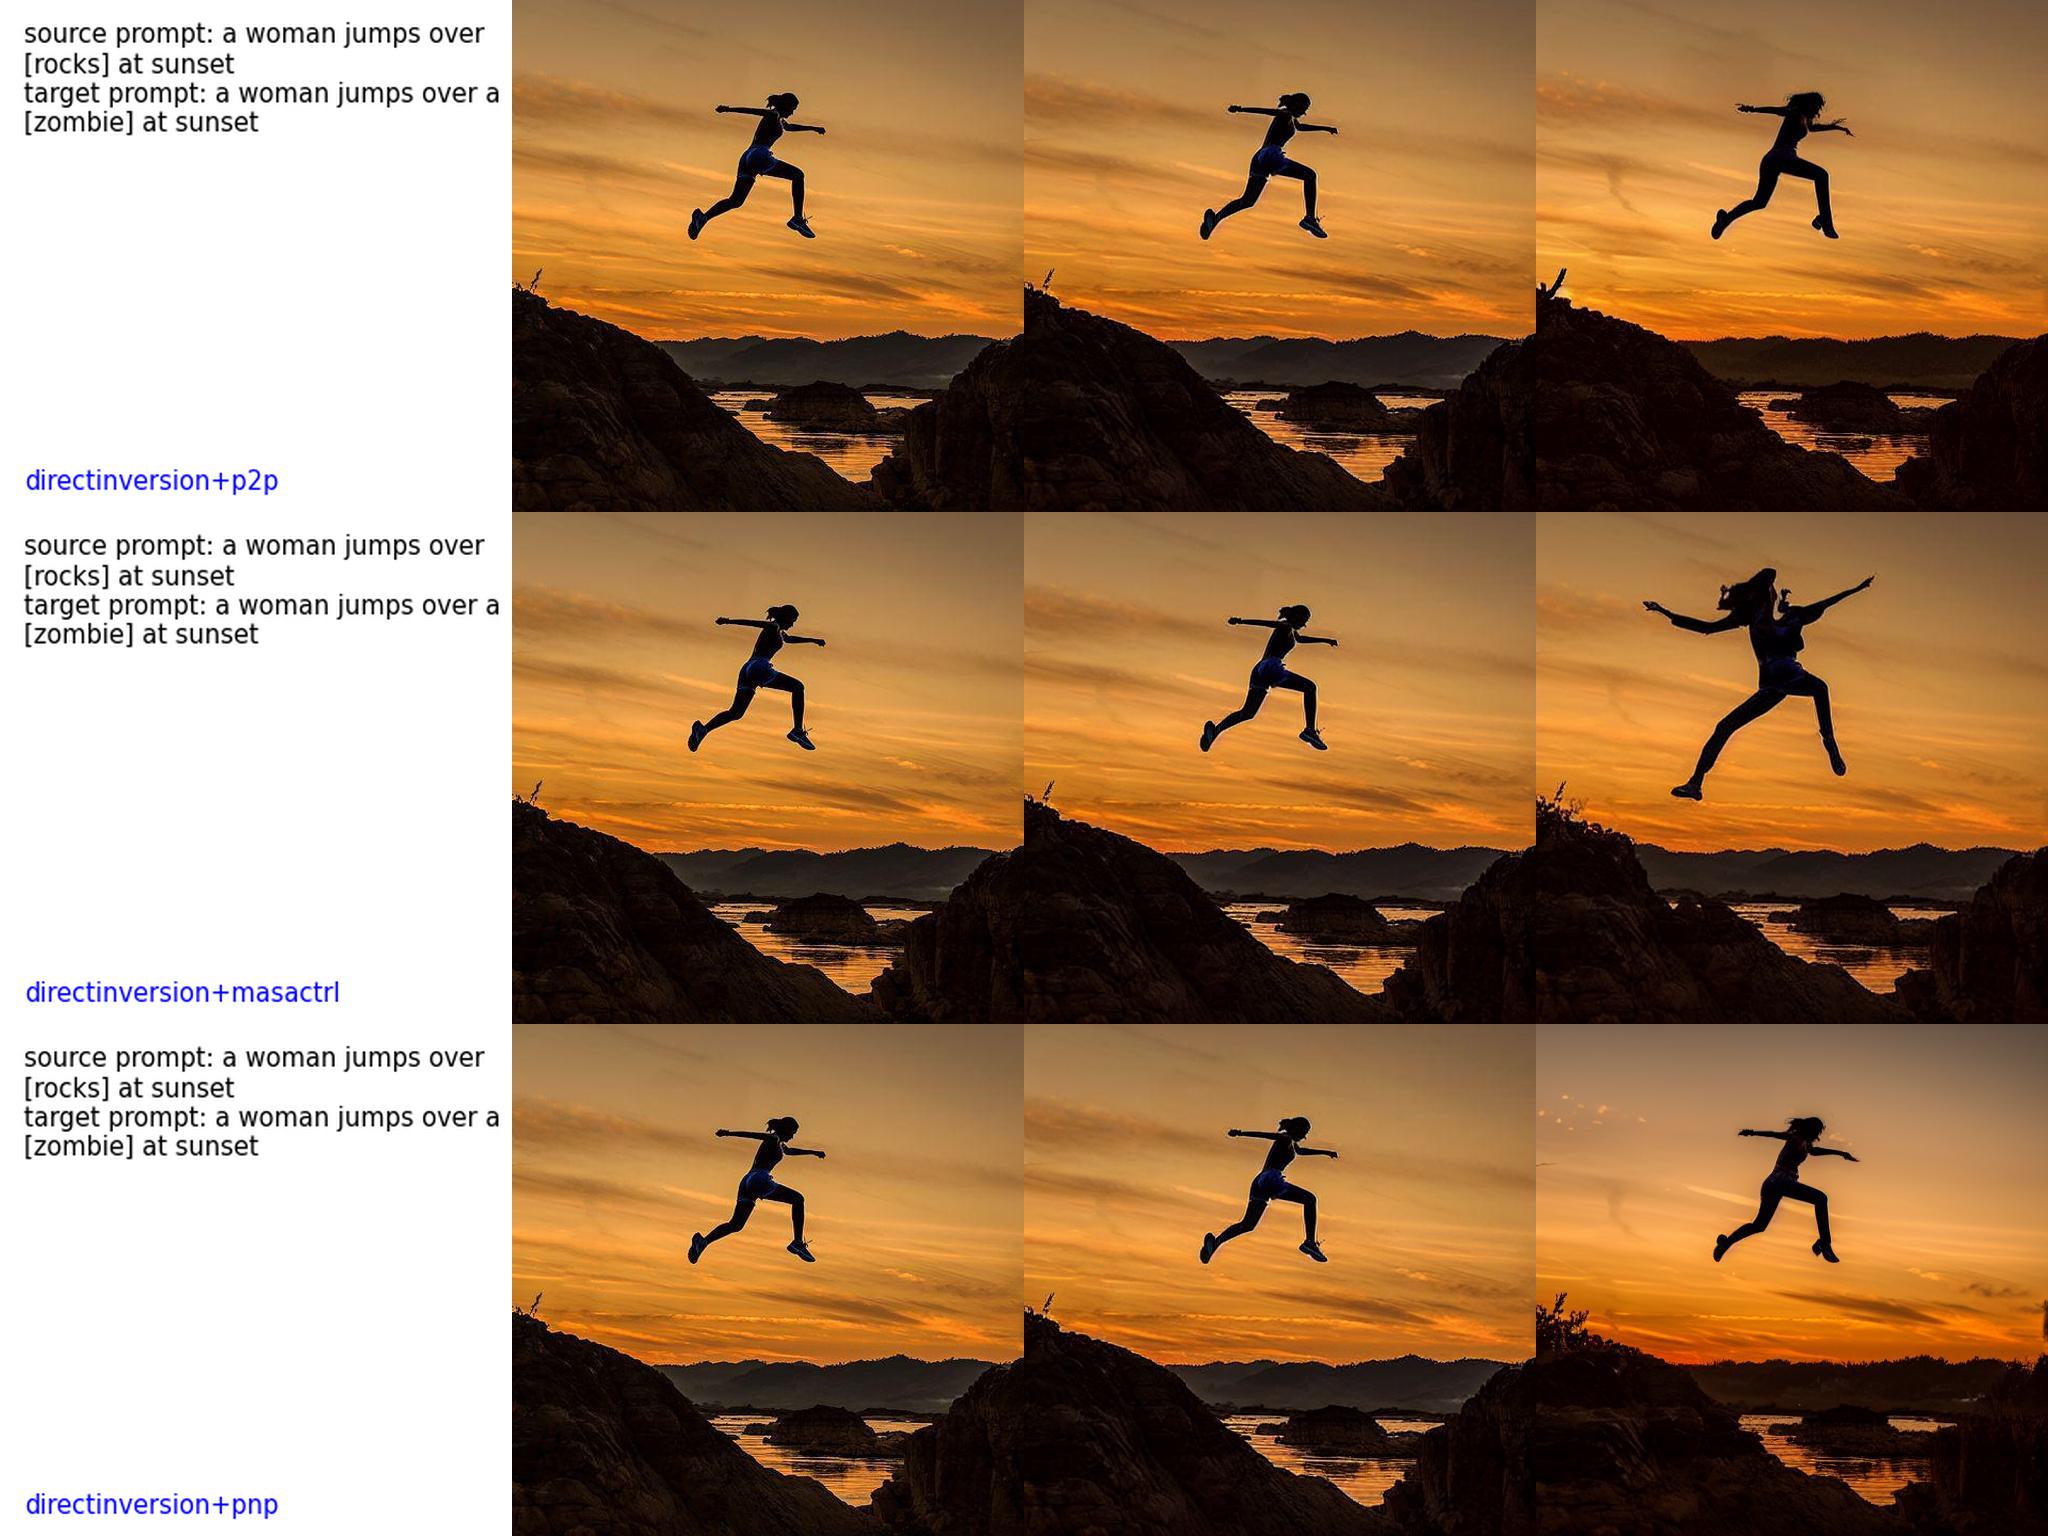 source prompt: a woman jumps over
[rocks] at sunset
target prompt: a woman jumps over a
[zombie] at sunset
directinversion+p2p
source prompt: a woman jumps over
[rocks] at sunset
target prompt: a woman jumps over a
[zombie] at sunset
directinversion+masactrl
source prompt: a woman jumps over
[rocks] at sunset
target prompt: a woman jumps over a
[zombie] at sunset
directinversion+pnp